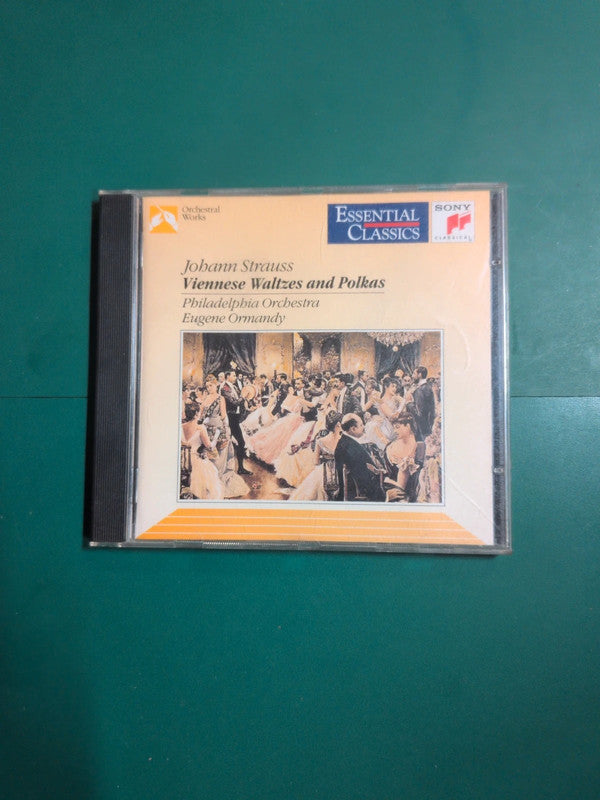 Orchestral
Works
ESSENTIAL
CLASSICS
SONY
CLASSICAL
Johann Strauss
Viennese Waltzes and Polkas
Philadelphia Orchestra
Eugene Ormandy